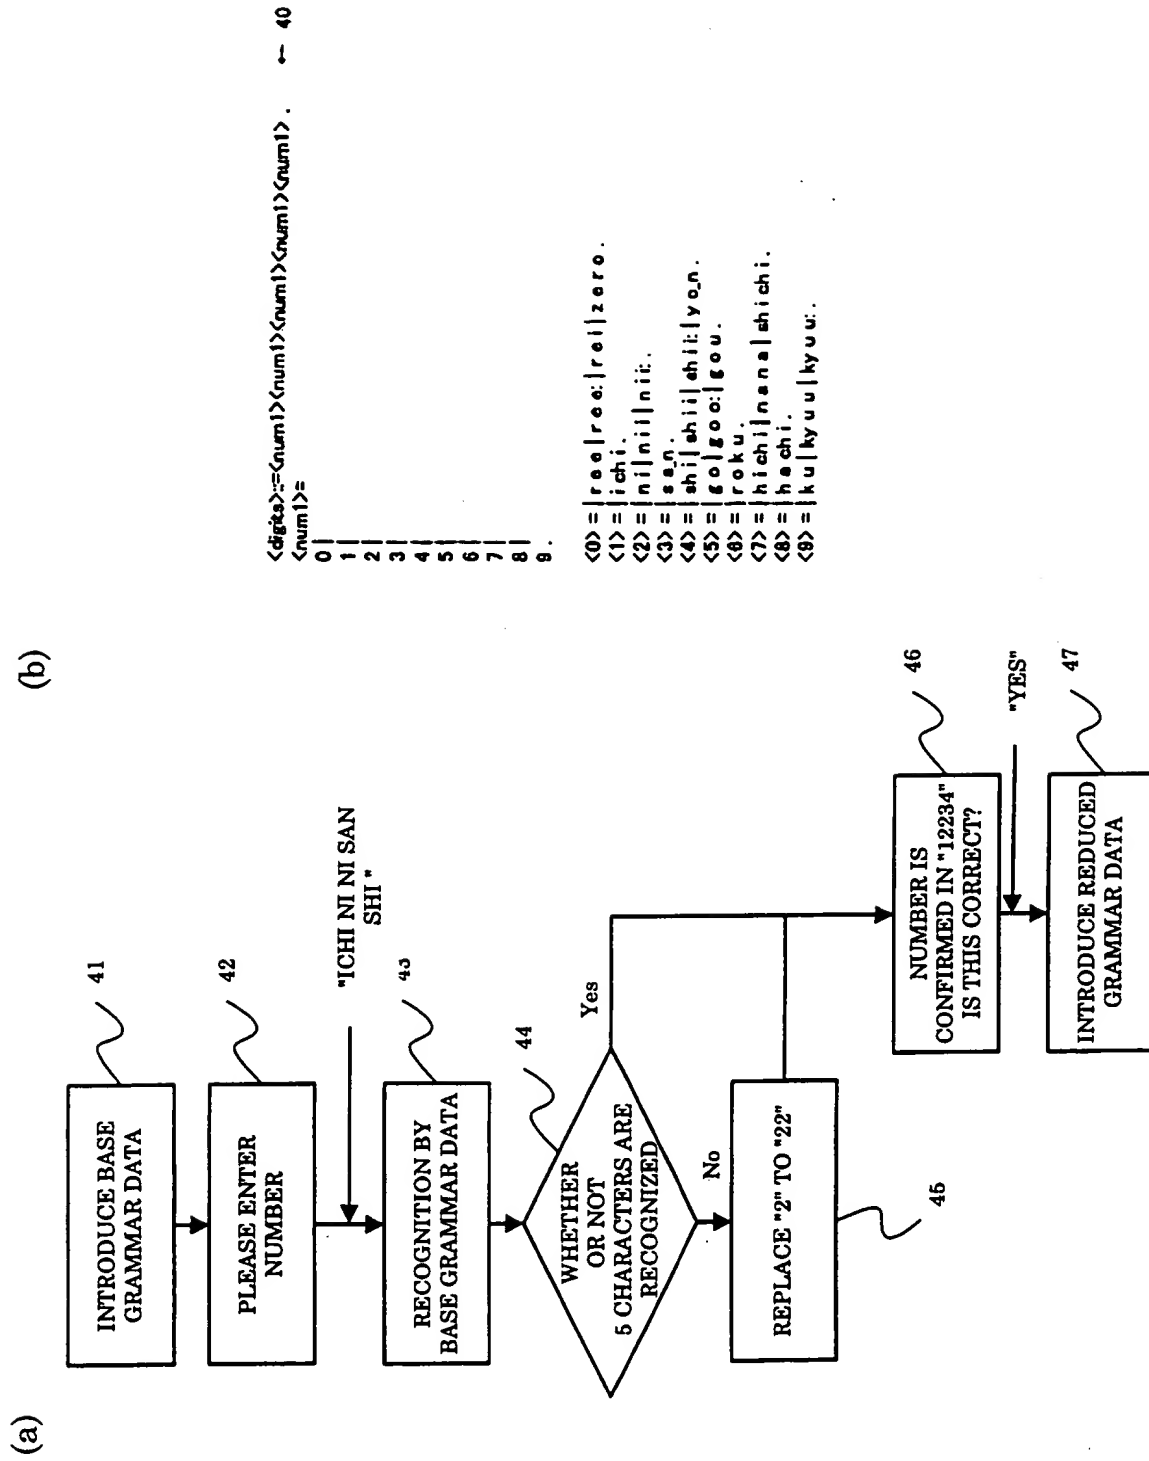 (a)
INTRODUCE BASE
GRAMMAR DATA
41
PLEASE ENTER
NUMBER
42
"ICHI NI NI SAN
SHI "
RECOGNITION BY
BASE GRAMMAR DATA
43
WHETHER
OR NOT
5 CHARACTERS ARE
RECOGNIZED
44
Yes
No
REPLACE "2" TO "22"
45
NUMBER IS
CONFIRMED IN "12234"
IS THIS CORRECT?
46
"YES"
INTRODUCE REDUCED
GRAMMAR DATA
47
(b)
<digits>::=<num1><num1><num1><num1><num1>. ← 40
<num1>=
0|
1|
2|
3|
4|
5|
6|
7|
8|
9.
<0>=|ree|ree:|rei|zero.
<1>=|ichi.
<2>=|ni|nii|nii:.
<3>=|sa_n.
<4>=|shi|shii|shii:|yo_n.
<5>=|go|goo:|gou.
<6>=|roku.
<7>=|hichi|nana|shichi.
<8>=|hachi.
<9>=|ku|kyuu|kyuu:.